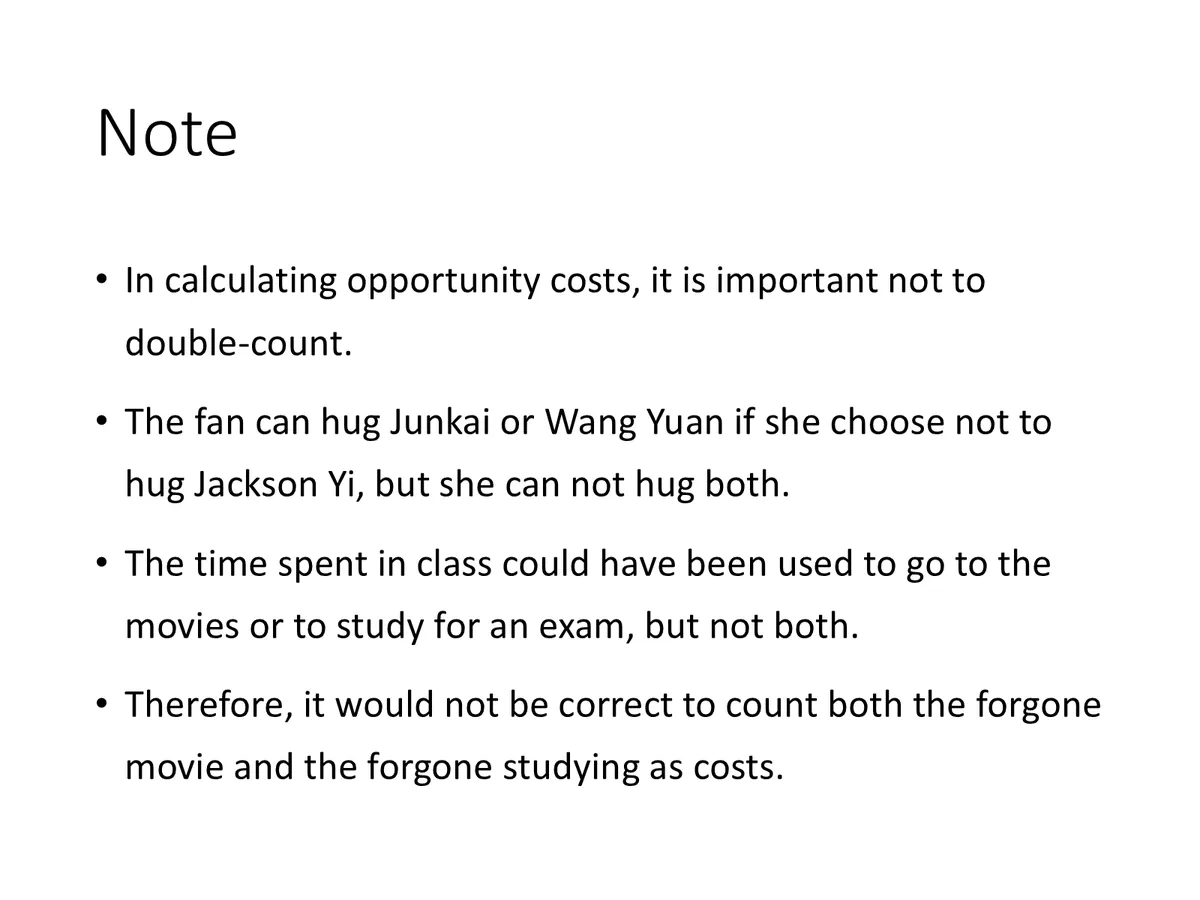 Note
• In calculating opportunity costs, it is important not to
double-count.
• The fan can hug Junkai or Wang Yuan if she choose not to
hug Jackson Yi, but she can not hug both.
• The time spent in class could have been used to go to the
movies or to study for an exam, but not both.
• Therefore, it would not be correct to count both the forgone
movie and the forgone studying as costs.